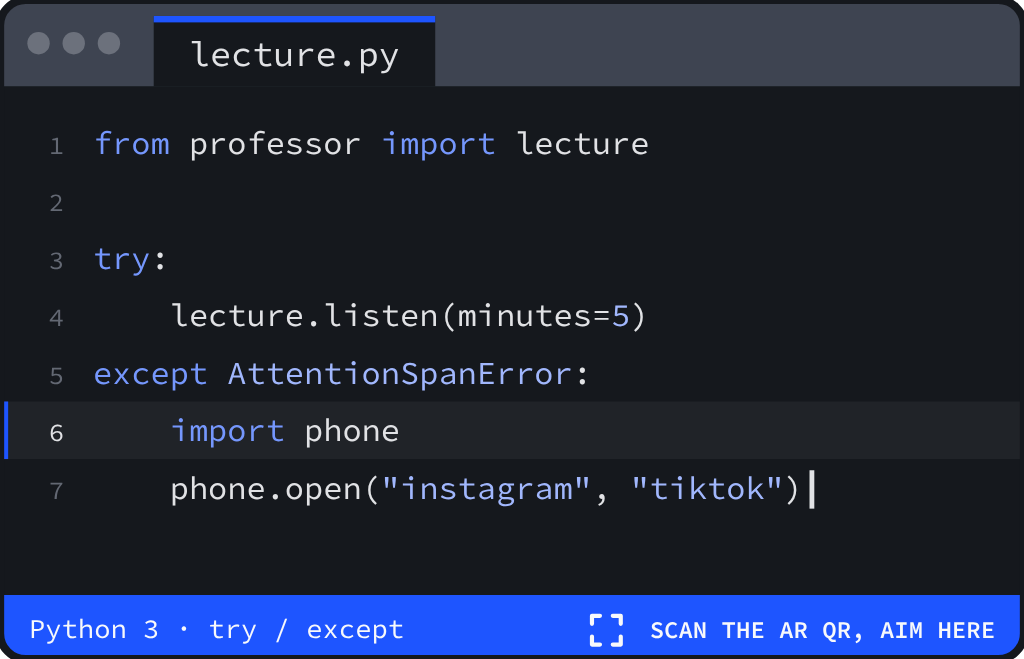 lecture.py
1 from professor import lecture
2
3 try:
4     lecture.listen(minutes=5)
5 except AttentionSpanError:
6     import phone
7     phone.open("instagram", "tiktok")
Python 3 · try / except
SCAN THE AR QR, AIM HERE